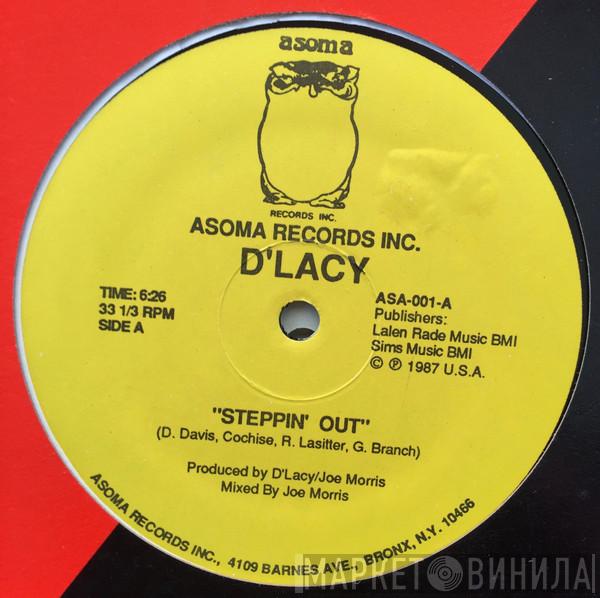 asoma
RECORDS INC.
ASOMA RECORDS INC.
D'LACY
TIME: 6:26
33 1/3 RPM
SIDE A
ASA-001-A
Publishers:
Lalen Rade Music BMI
Sims Music BMI
© ℗ 1987 U.S.A.
"STEPPIN' OUT"
(D. Davis, Cochise, R. Lasitter, G. Branch)
Produced by D'Lacy/Joe Morris
Mixed By Joe Morris
ASOMA RECORDS INC., 4109 BARNES AVE., BRONX, N.Y. 10466
МАРКЕТ ВИНИЛА